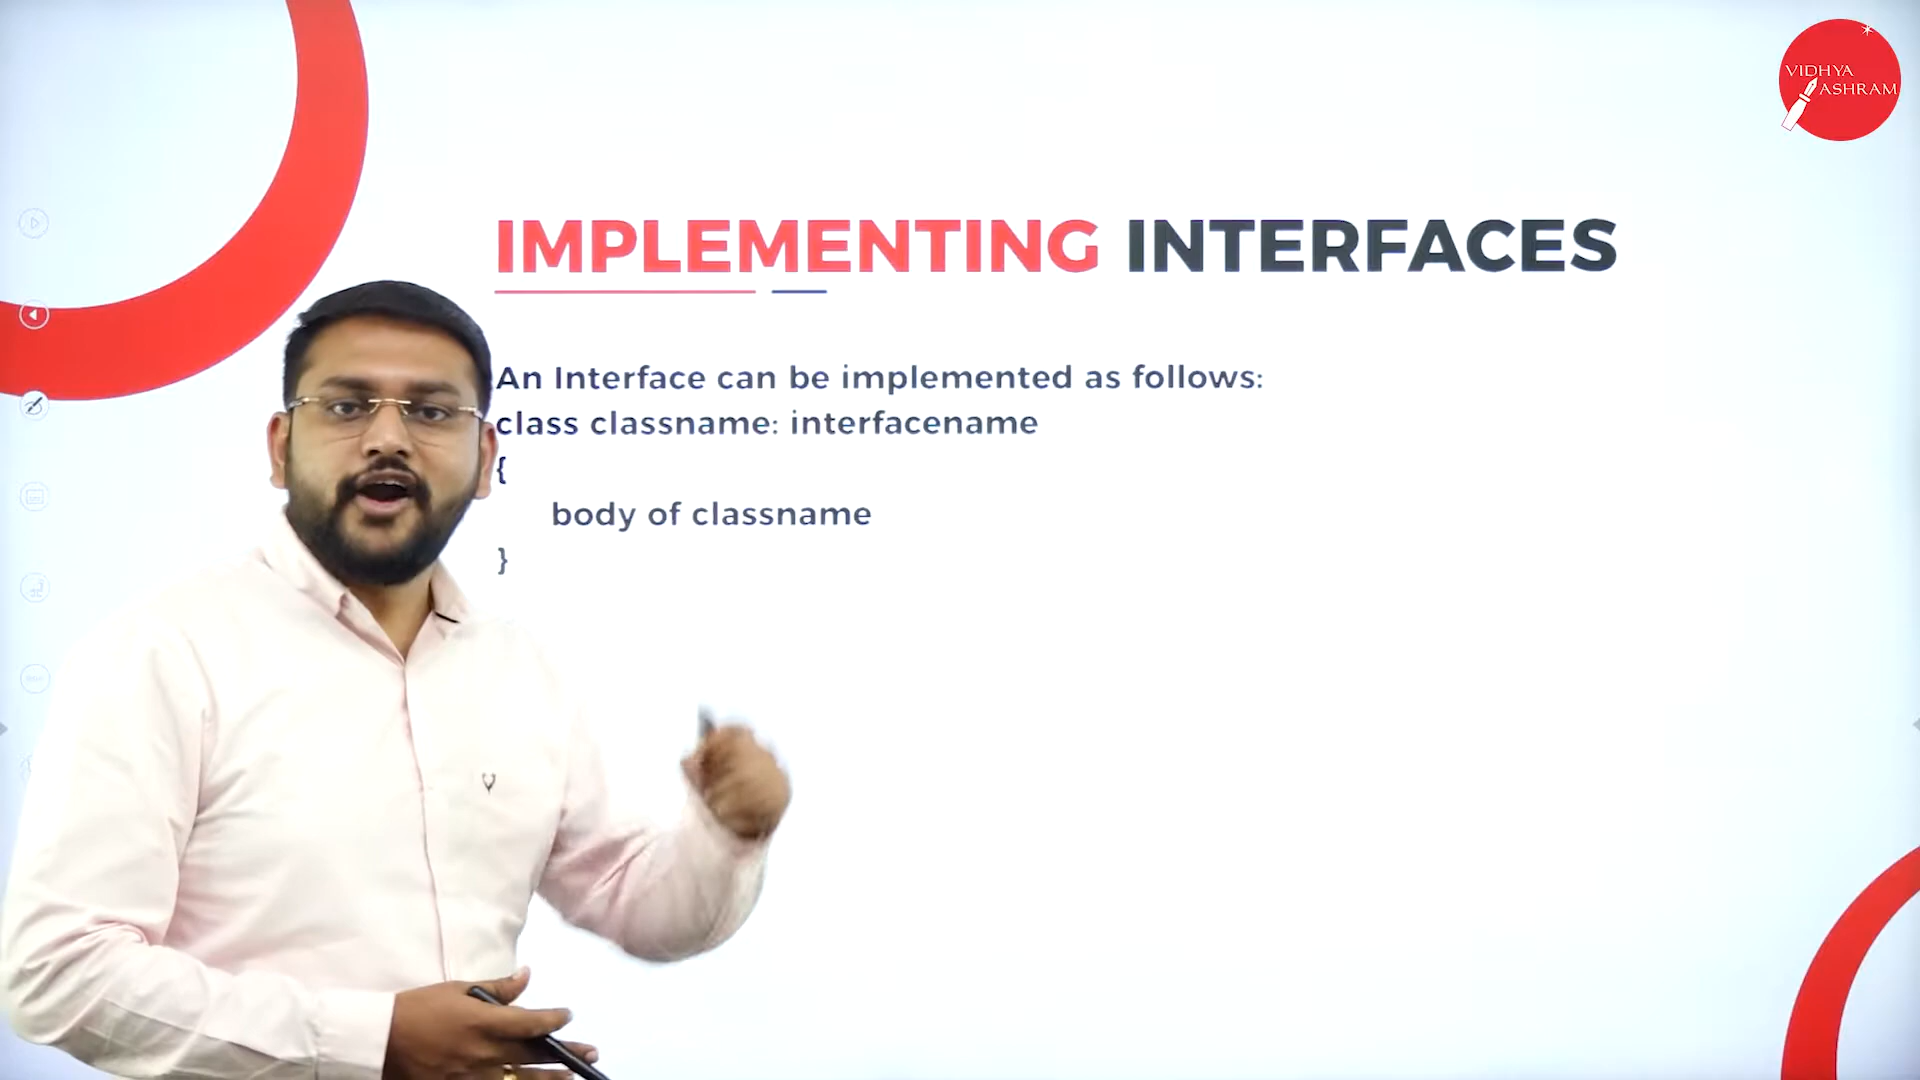 VIDHYA
ASHRAM
IMPLEMENTING INTERFACES
An Interface can be implemented as follows:
class classname: interfacename
{
body of classname
}